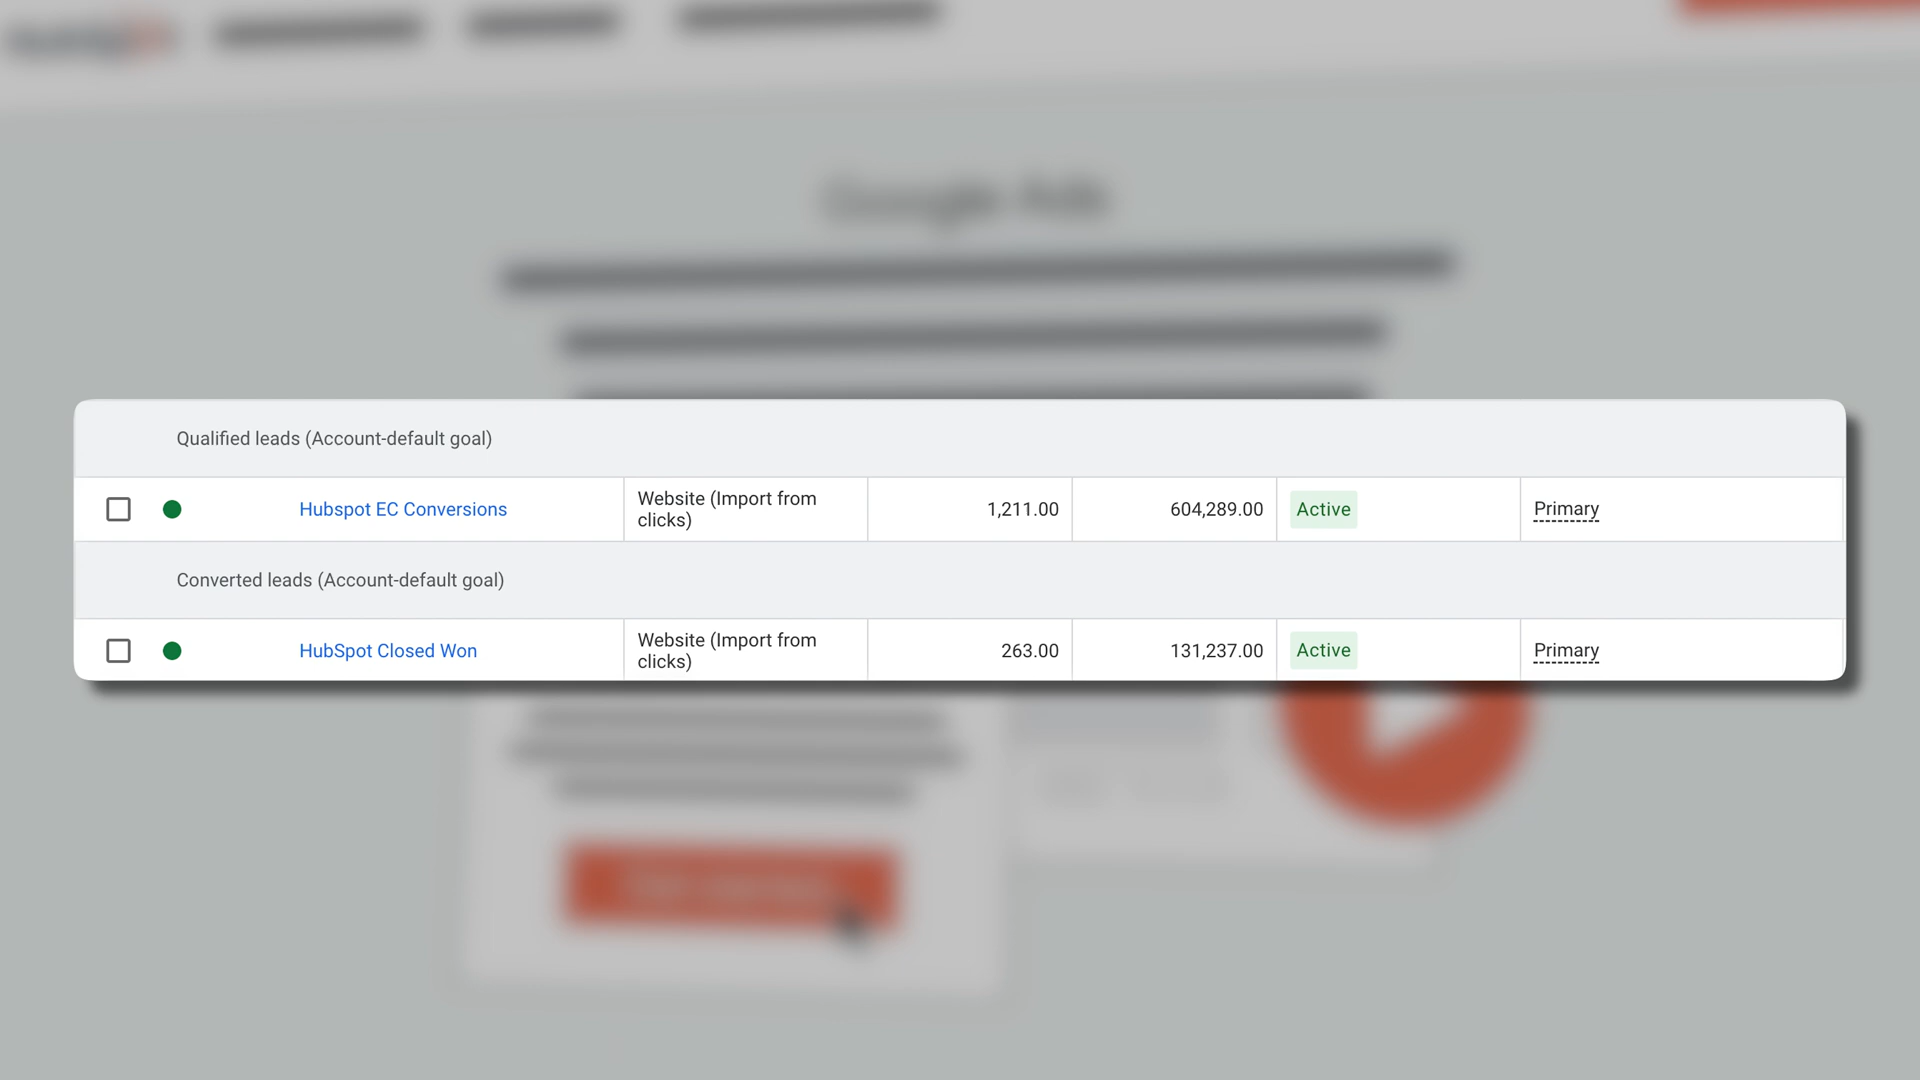 Google Ads
Qualified leads (Account-default goal)
Hubspot EC Conversions
Website (Import from
clicks)
1,211.00
604,289.00
Active
Primary
Converted leads (Account-default goal)
HubSpot Closed Won
Website (Import from
clicks)
263.00
131,237.00
Active
Primary